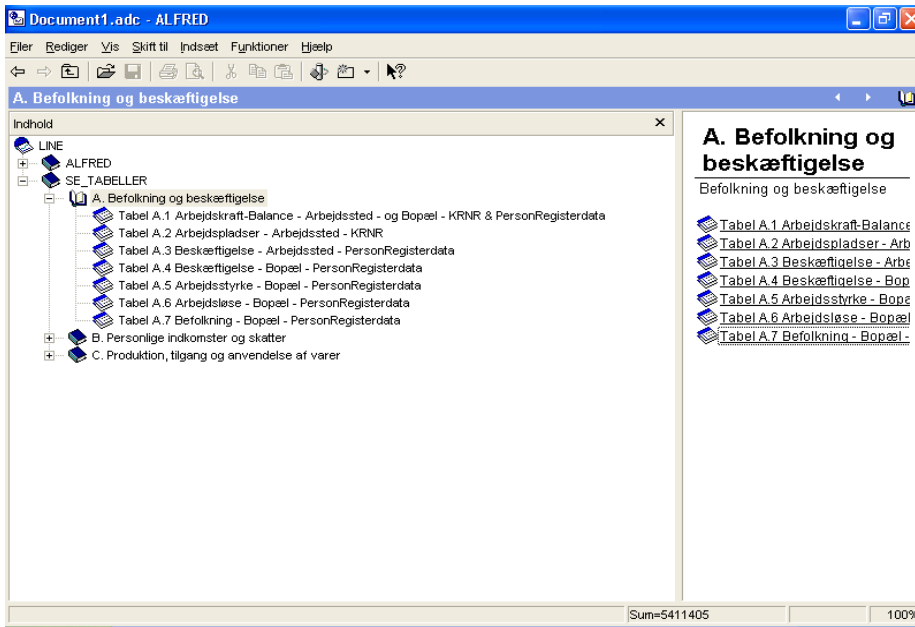 Document1.adc - ALFRED
Filer Rediger Vis Skift til Indsæt Funktioner Hjælp
A. Befolkning og beskæftigelse
Indhold
LINE
ALFRED
SE_TABELLER
A. Befolkning og beskæftigelse
Tabel A.1 Arbejdskraft-Balance - Arbejdssted - og Bopæl - KRNR & PersonRegisterdata
Tabel A.2 Arbejdspladser - Arbejdssted - KRNR
Tabel A.3 Beskæftigelse - Arbejdssted - PersonRegisterdata
Tabel A.4 Beskæftigelse - Bopæl - PersonRegisterdata
Tabel A.5 Arbejdsstyrke - Bopæl - PersonRegisterdata
Tabel A.6 Arbejdsløse - Bopæl - PersonRegisterdata
Tabel A.7 Befolkning - Bopæl - PersonRegisterdata
B. Personlige indkomster og skatter
C. Produktion, tilgang og anvendelse af varer
A. Befolkning og
beskæftigelse
Befolkning og beskæftigelse
Tabel A.1 Arbejdskraft-Balance
Tabel A.2 Arbejdspladser - Arb
Tabel A.3 Beskæftigelse - Arbe
Tabel A.4 Beskæftigelse - Bop
Tabel A.5 Arbejdsstyrke - Bopæ
Tabel A.6 Arbejdsløse - Bopæl
Tabel A.7 Befolkning - Bopæl -
Sum=5411405
100%